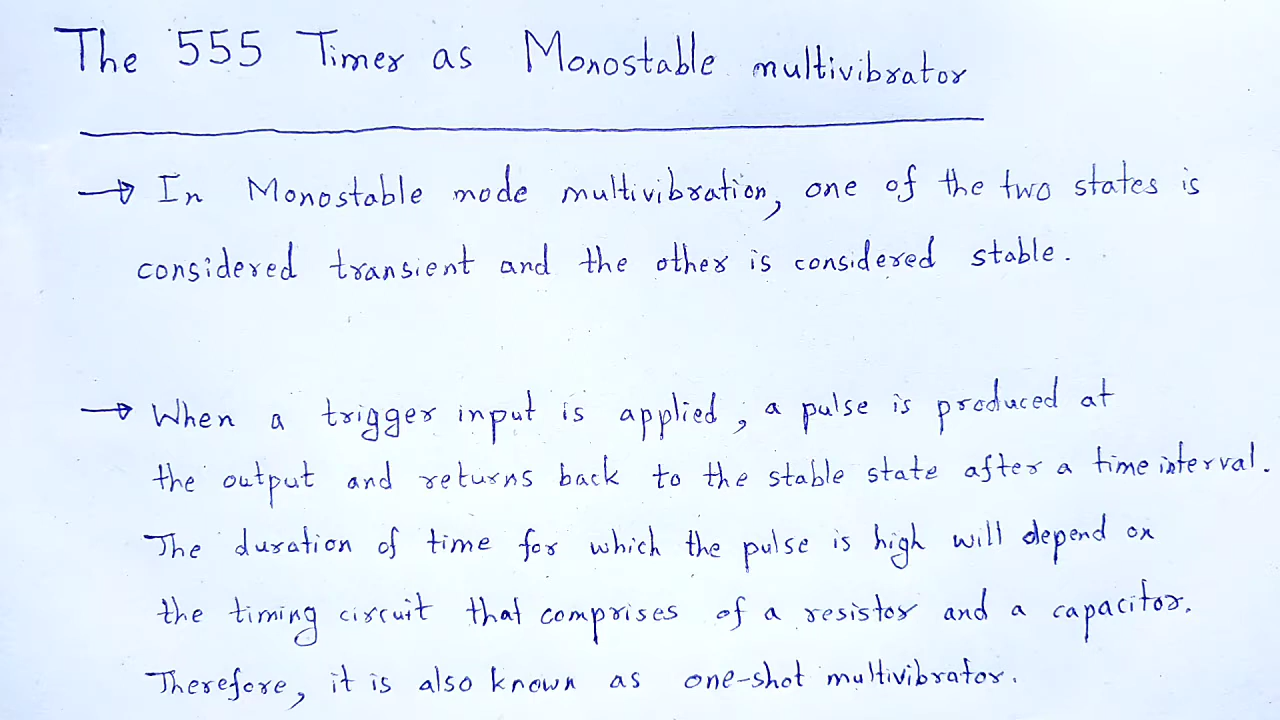 The 555 Timer as Monostable multivibrator
→ In Monostable mode multivibration, one of the two states is
considered transient and the other is considered stable.
→ When a trigger input is applied, a pulse is produced at
the output and returns back to the stable state after a time interval.
The duration of time for which the pulse is high will depend on
the timing circuit that comprises of a resistor and a capacitor.
Therefore, it is also known as one-shot multivibrator.